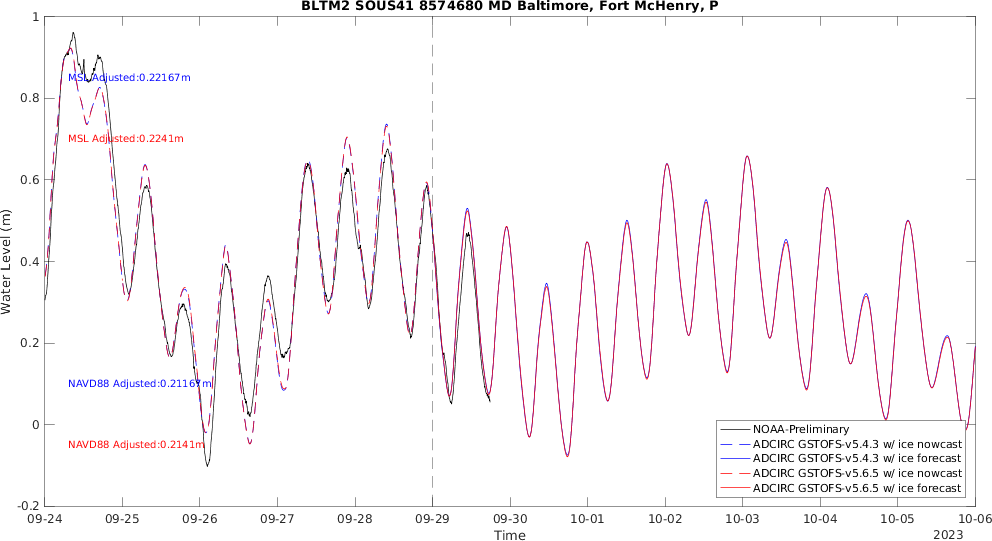 BLTM2 SOUS41 8574680 MD Baltimore, Fort McHenry, P
1
0.8
0.6
0.4
0.2
0
-0.2
Water Level (m)
MSL Adjusted:0.22167m
MSL Adjusted:0.2241m
NAVD88 Adjusted:0.21167m
NAVD88 Adjusted:0.2141m
NOAA-Preliminary
ADCIRC GSTOFS-v5.4.3 w/ ice nowcast
ADCIRC GSTOFS-v5.4.3 w/ ice forecast
ADCIRC GSTOFS-v5.6.5 w/ ice nowcast
ADCIRC GSTOFS-v5.6.5 w/ ice forecast
09-24 09-25 09-26 09-27 09-28 09-29 09-30 10-01 10-02 10-03 10-04 10-05 10-06
Time
2023